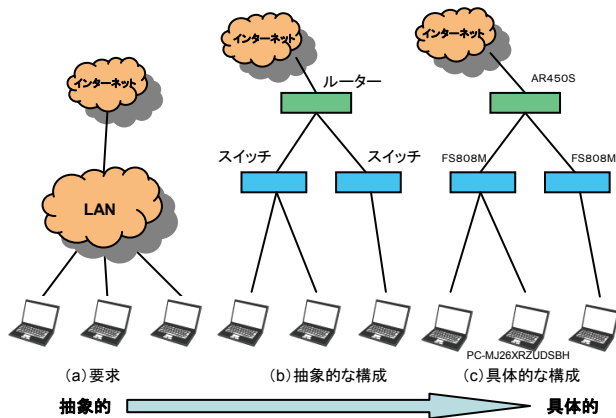 インターネット
LAN
(a)要求
インターネット
ルーター
スイッチ
スイッチ
(b)抽象的な構成
インターネット
AR450S
FS808M
FS808M
PC-MJ26XRZUDSBH
(c)具体的な構成
抽象的
具体的